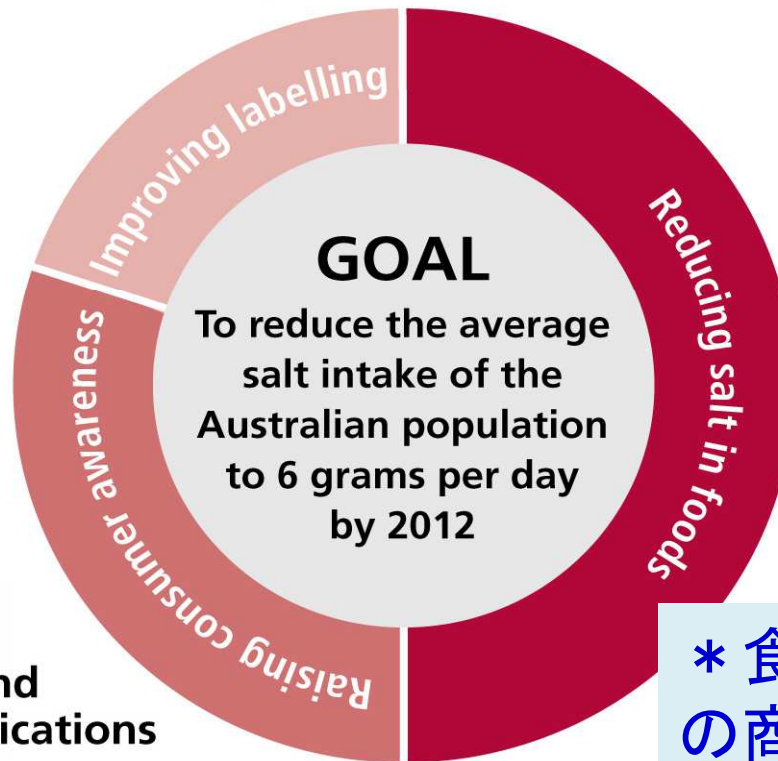 Improving labelling
Reducing salt in foods
Raising consumer awareness
GOAL
To reduce the average
salt intake of the
Australian population
to 6 grams per day
by 2012
ications
＊食
の商